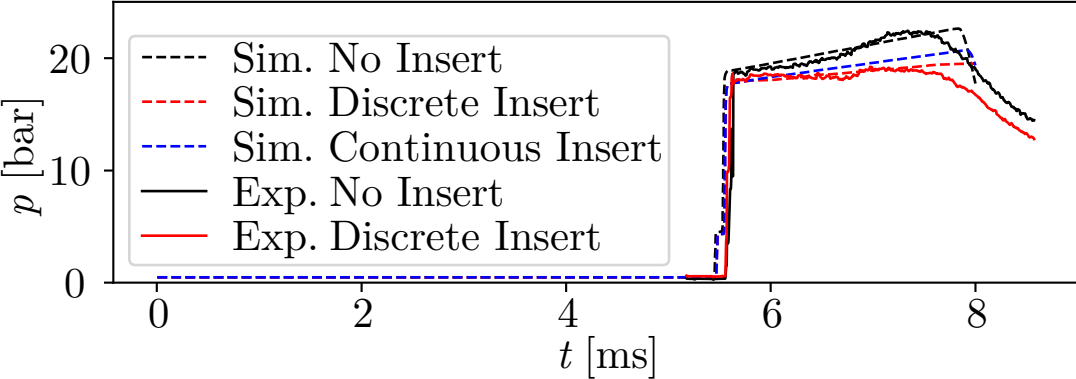 20
10
0
p [bar]
Sim. No Insert
Sim. Discrete Insert
Sim. Continuous Insert
Exp. No Insert
Exp. Discrete Insert
0 2 4 6 8
t [ms]